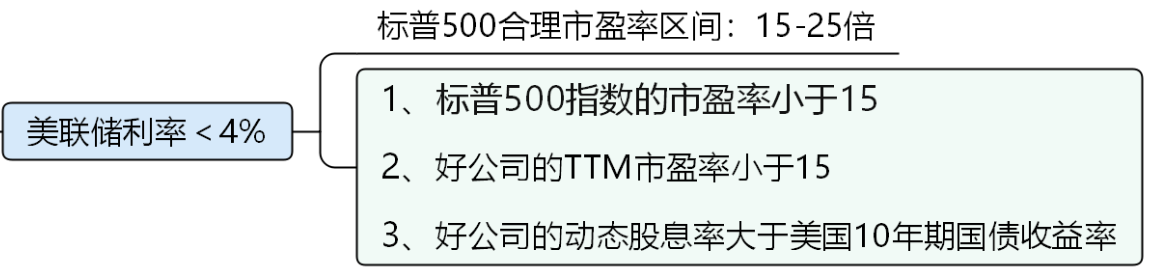 标普500合理市盈率区间：15-25倍
1、标普500指数的市盈率小于15
美联储利率＜4%
2、好公司的TTM市盈率小于15
3、好公司的动态股息率大于美国10年期国债收益率